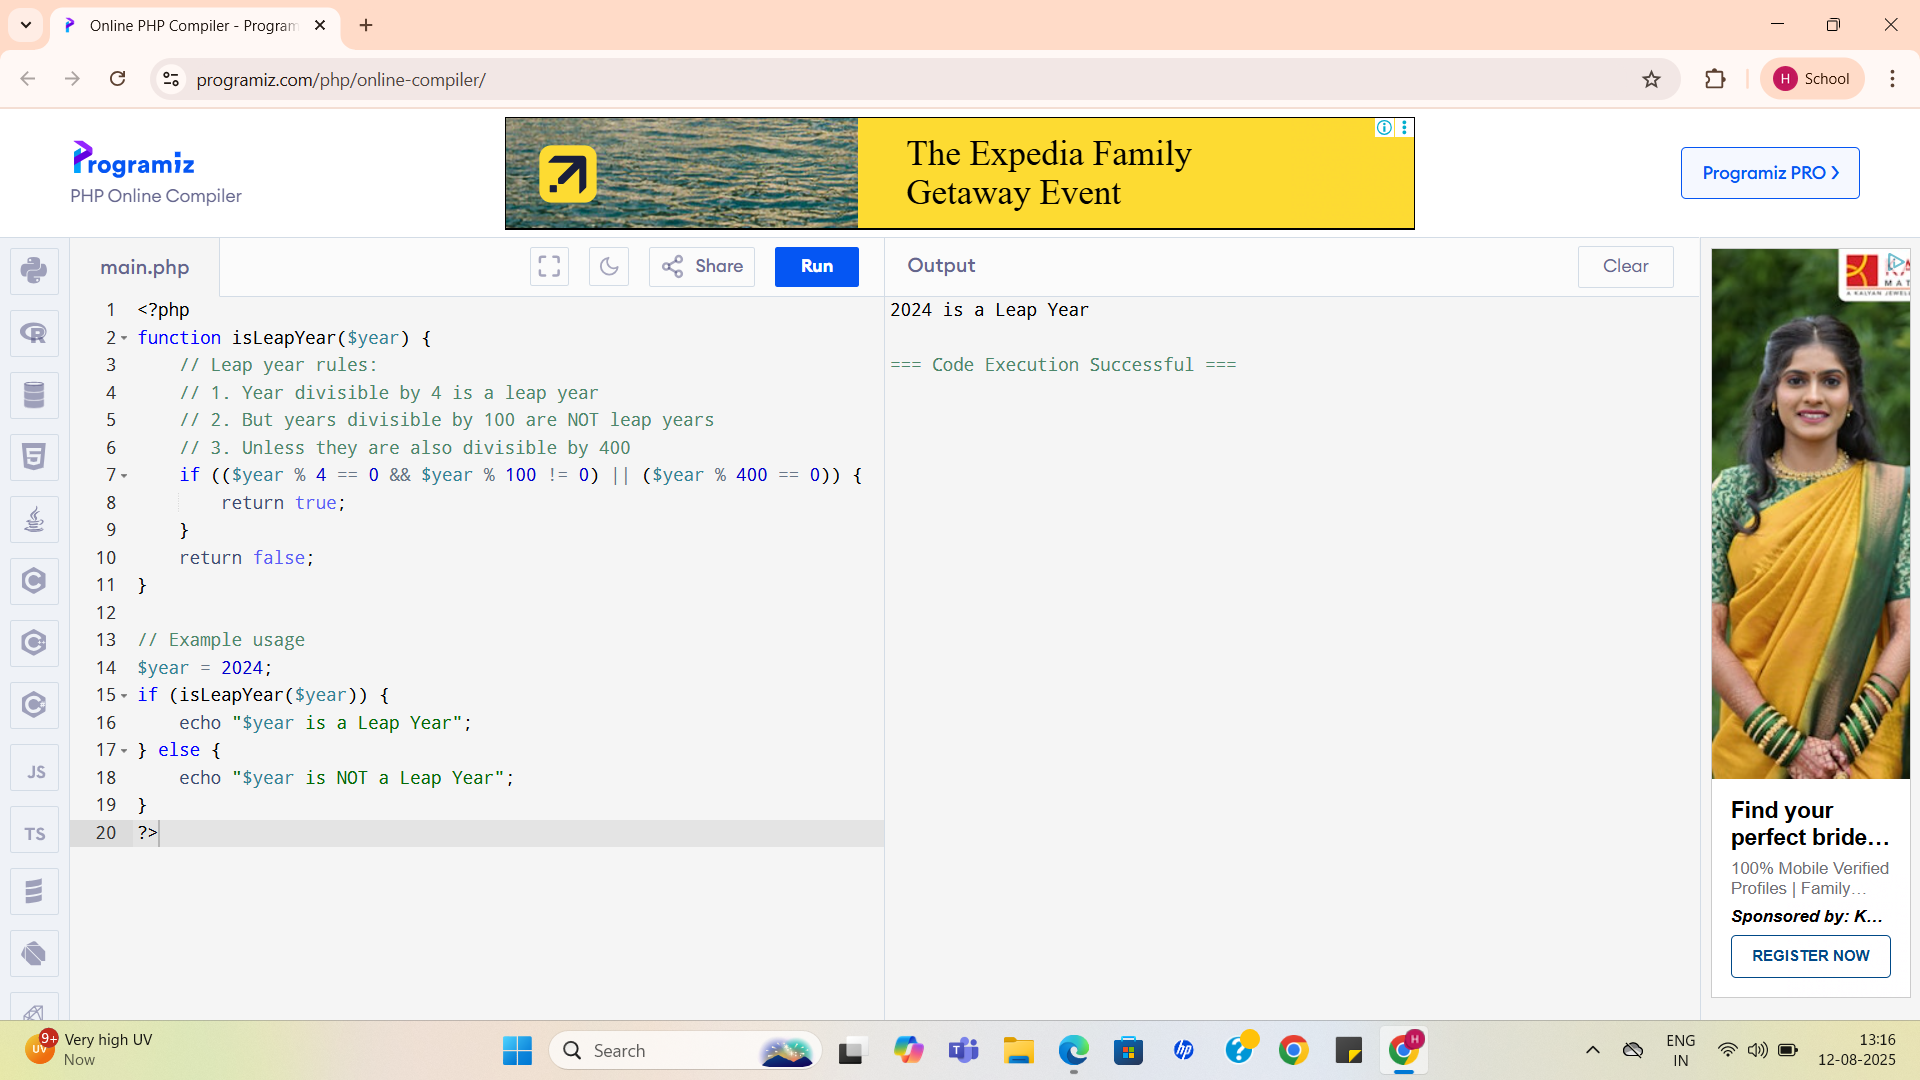 Online PHP Compiler - Program
programiz.com/php/online-compiler/
H School
Programiz
PHP Online Compiler
The Expedia Family
Getaway Event
Programiz PRO >
main.php
Share
Run
Output
Clear
1 <?php
2 function isLeapYear($year) {
3 // Leap year rules:
4 // 1. Year divisible by 4 is a leap year
5 // 2. But years divisible by 100 are NOT leap years
6 // 3. Unless they are also divisible by 400
7 if (($year % 4 == 0 && $year % 100 != 0) || ($year % 400 == 0)) {
8 return true;
9 }
10 return false;
11 }
12
13 // Example usage
14 $year = 2024;
15 if (isLeapYear($year)) {
16 echo "$year is a Leap Year";
17 } else {
18 echo "$year is NOT a Leap Year";
19 }
20 ?>
2024 is a Leap Year
=== Code Execution Successful ===
JS
TS
MAT
A KALYAN JEWEL
Find your
perfect bride...
100% Mobile Verified
Profiles | Family...
Sponsored by: K...
REGISTER NOW
9+
UV
Very high UV
Now
Search
hp
H
ENG
IN
13:16
12-08-2025